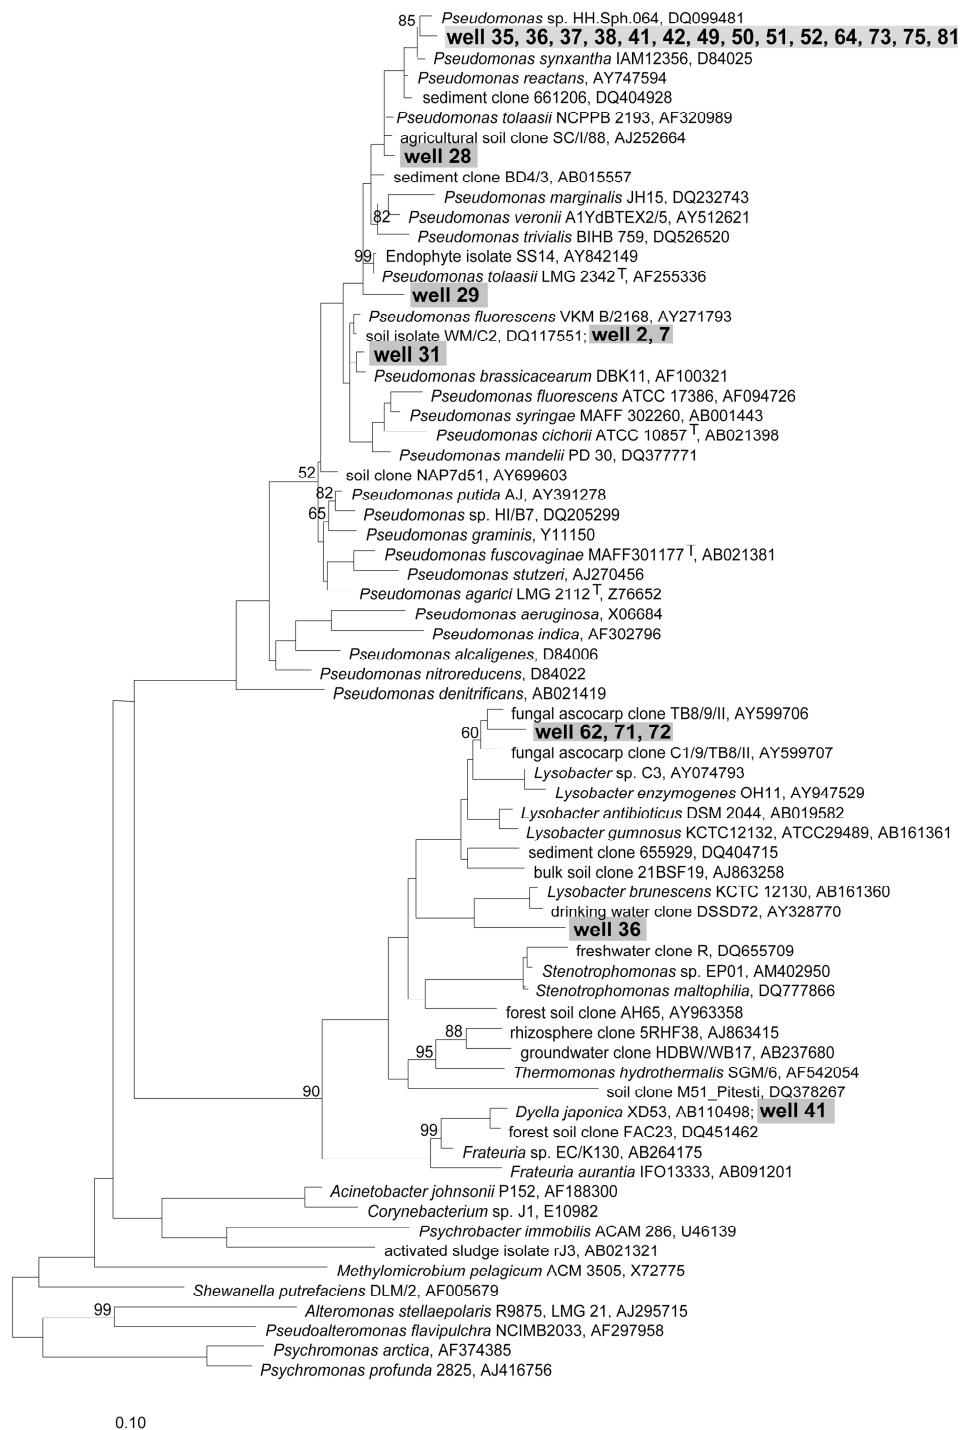 85
Pseudomonas sp. HH.Sph.064, DQ099481
well 35, 36, 37, 38, 41, 42, 49, 50, 51, 52, 64, 73, 75, 81
Pseudomonas synxantha IAM12356, D84025
Pseudomonas reactans, AY747594
sediment clone 661206, DQ404928
Pseudomonas tolaasii NCPPB 2193, AF320989
agricultural soil clone SC/I/88, AJ252664
well 28
sediment clone BD4/3, AB015557
Pseudomonas marginalis JH15, DQ232743
82
Pseudomonas veronii A1YdBTEX2/5, AY512621
Pseudomonas trivialis BIHB 759, DQ526520
99
Endophyte isolate SS14, AY842149
Pseudomonas tolaasii LMG 2342 T, AF255336
well 29
Pseudomonas fluorescens VKM B/2168, AY271793
soil isolate WM/C2, DQ117551; well 2, 7
well 31
Pseudomonas brassicacearum DBK11, AF100321
Pseudomonas fluorescens ATCC 17386, AF094726
Pseudomonas syringae MAFF 302260, AB001443
Pseudomonas cichorii ATCC 10857 T, AB021398
Pseudomonas mandelii PD 30, DQ377771
52
soil clone NAP7d51, AY699603
82
Pseudomonas putida AJ, AY391278
65
Pseudomonas sp. HI/B7, DQ205299
Pseudomonas graminis, Y11150
Pseudomonas fuscovaginae MAFF301177 T, AB021381
Pseudomonas stutzeri, AJ270456
Pseudomonas agarici LMG 2112 T, Z76652
Pseudomonas aeruginosa, X06684
Pseudomonas indica, AF302796
Pseudomonas alcaligenes, D84006
Pseudomonas nitroreducens, D84022
Pseudomonas denitrificans, AB021419
fungal ascocarp clone TB8/9/II, AY599706
60
well 62, 71, 72
fungal ascocarp clone C1/9/TB8/II, AY599707
Lysobacter sp. C3, AY074793
Lysobacter enzymogenes OH11, AY947529
Lysobacter antibioticus DSM 2044, AB019582
Lysobacter gumnosus KCTC12132, ATCC29489, AB161361
sediment clone 655929, DQ404715
bulk soil clone 21BSF19, AJ863258
Lysobacter brunescens KCTC 12130, AB161360
drinking water clone DSSD72, AY328770
well 36
freshwater clone R, DQ655709
Stenotrophomonas sp. EP01, AM402950
Stenotrophomonas maltophilia, DQ777866
forest soil clone AH65, AY963358
88
rhizosphere clone 5RHF38, AJ863415
95
groundwater clone HDBW/WB17, AB237680
Thermomonas hydrothermalis SGM/6, AF542054
90
soil clone M51_Pitesti, DQ378267
Dyella japonica XD53, AB110498; well 41
99
forest soil clone FAC23, DQ451462
Frateuria sp. EC/K130, AB264175
Frateuria aurantia IFO13333, AB091201
Acinetobacter johnsonii P152, AF188300
Corynebacterium sp. J1, E10982
Psychrobacter immobilis ACAM 286, U46139
activated sludge isolate rJ3, AB021321
Methylomicrobium pelagicum ACM 3505, X72775
Shewanella putrefaciens DLM/2, AF005679
99
Alteromonas stellaepolaris R9875, LMG 21, AJ295715
Pseudoalteromonas flavipulchra NCIMB2033, AF297958
Psychromonas arctica, AF374385
Psychromonas profunda 2825, AJ416756
0.10